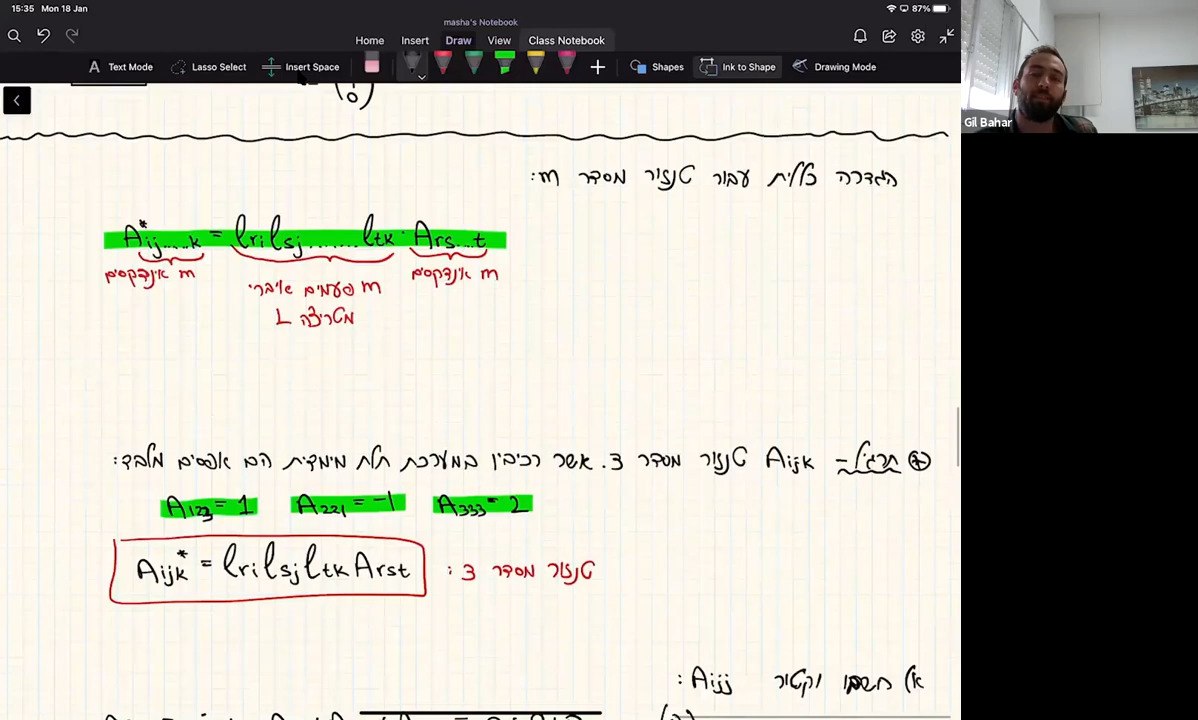 15:35 Mon 18 Jan
87%
masha's Notebook
Home Insert Draw View Class Notebook
Text Mode Lasso Select Insert Space Shapes Ink to Shape Drawing Mode
Gil Bahar
הגדרה כללית עבור טנזור מסדר m:
A*ij.....k = lri lsj ........ ltk · Ars...t
m אינדקסים m פעמים איברי m אינדקסים
מטריצה L
תרגיל - Aijk טנזור מסדר 3. אשר רכיביו במערכת תלת מימדית הם אפסים מלבד:
A123 = 1 A221 = -1 A333 = 2
טנזור מסדר 3: Aijk* = lri lsj ltk Arst
א) חשבו וקטור Aijj: